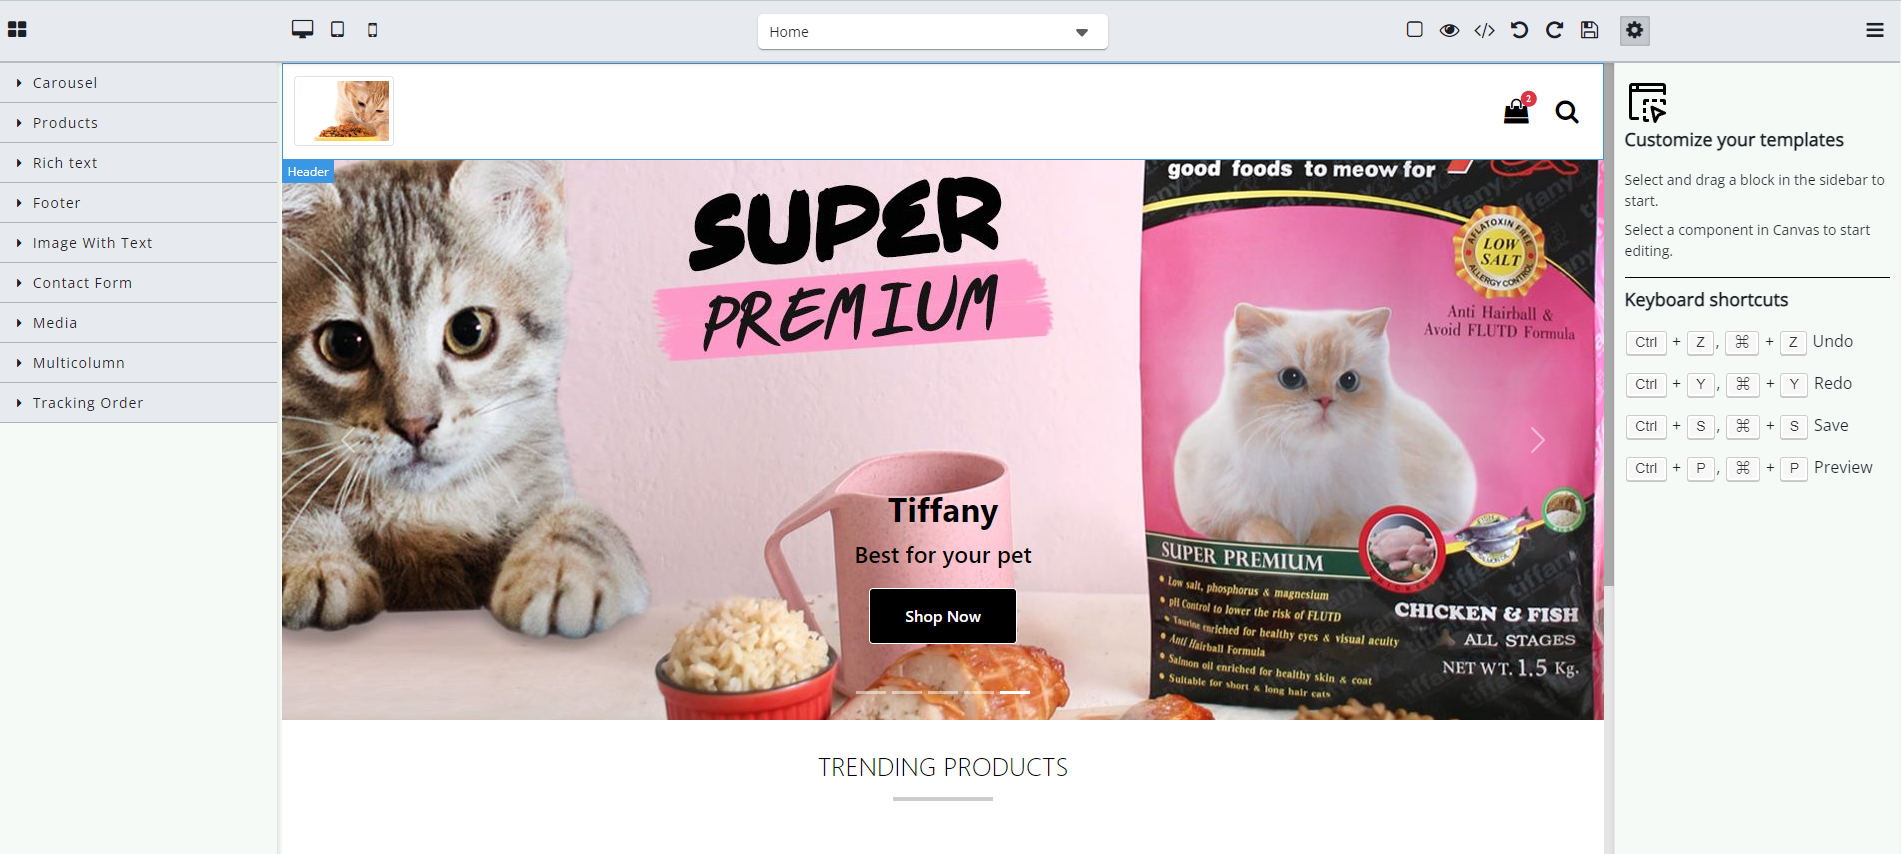 Home
Carousel
Products
Rich text
Footer
Image With Text
Contact Form
Media
Multicolumn
Tracking Order
2
Header
SUPER
PREMIUM
good foods to meow for
AFLATOXIN FREE
LOW
SALT
ALLERGY CONTROL
Anti Hairball &
Avoid FLUTD Formula
Tiffany
Best for your pet
Shop Now
SUPER PREMIUM
• Low salt, phosphorus & magnesium
• pH Control to lower the risk of FLUTD
• Taurine enriched for healthy eyes & visual acuity
• Anti Hairball Formula
• Salmon oil enriched for healthy skin & coat
• Suitable for short & long hair cats
CHICKEN & FISH
ALL STAGES
NET WT. 1.5 Kg.
TRENDING PRODUCTS
Customize your templates
Select and drag a block in the sidebar to
start.
Select a component in Canvas to start
editing.
Keyboard shortcuts
Ctrl + Z, ⌘ + Z Undo
Ctrl + Y, ⌘ + Y Redo
Ctrl + S, ⌘ + S Save
Ctrl + P, ⌘ + P Preview